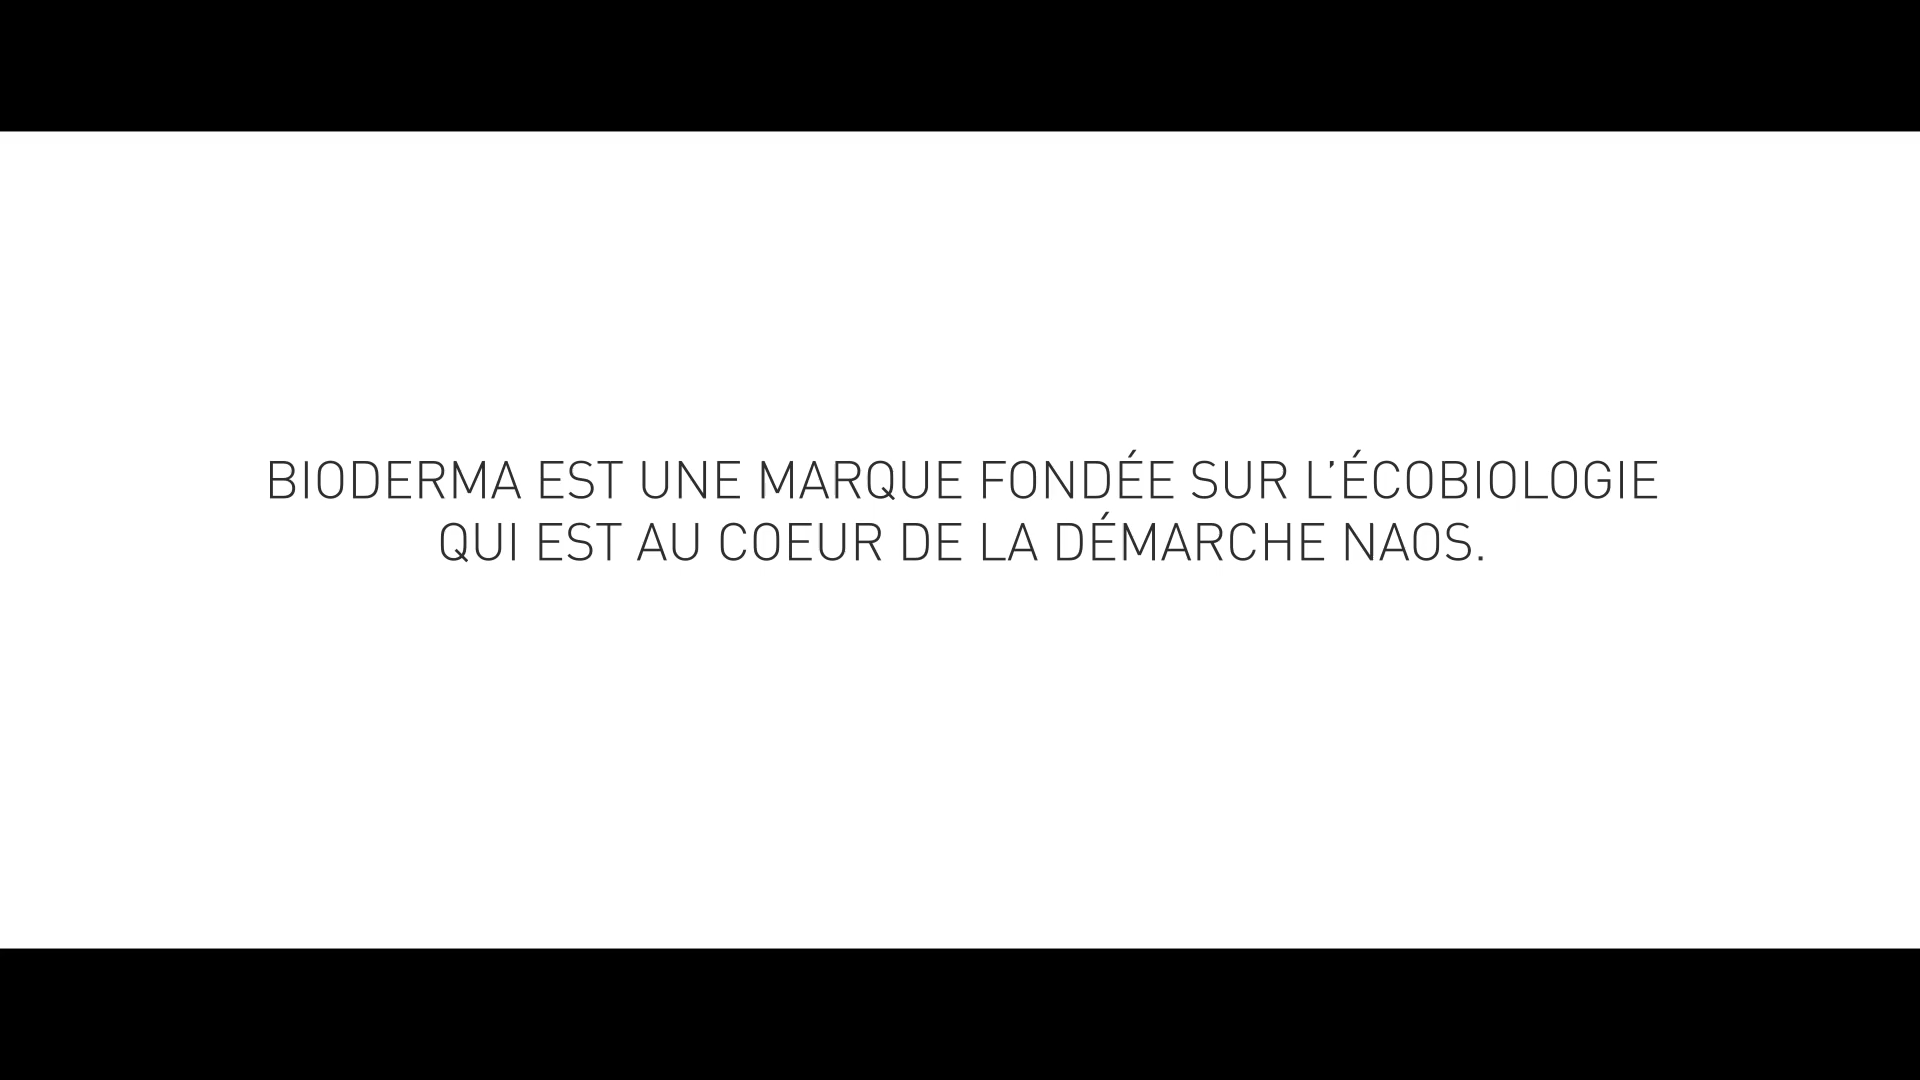 BIODERMA EST UNE MARQUE FONDÉE SUR L’ÉCOBIOLOGIE
QUI EST AU COEUR DE LA DÉMARCHE NAOS.